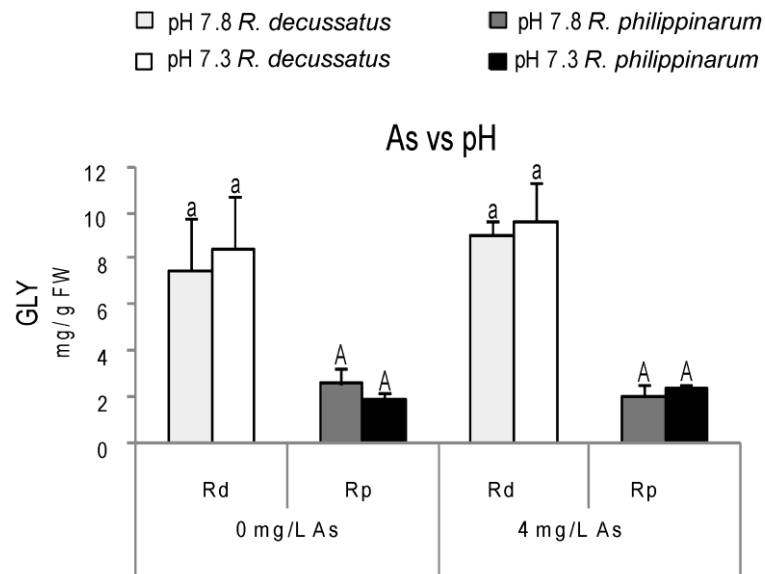 pH 7.8 R. decussatus
pH 7.8 R. philippinarum
pH 7.3 R. decussatus
pH 7.3 R. philippinarum
As vs pH
12
10
8
6
4
2
0
GLY
mg/g FW
a
a
A
A
a
a
A
A
Rd
Rp
Rd
Rp
0 mg/L As
4 mg/L As